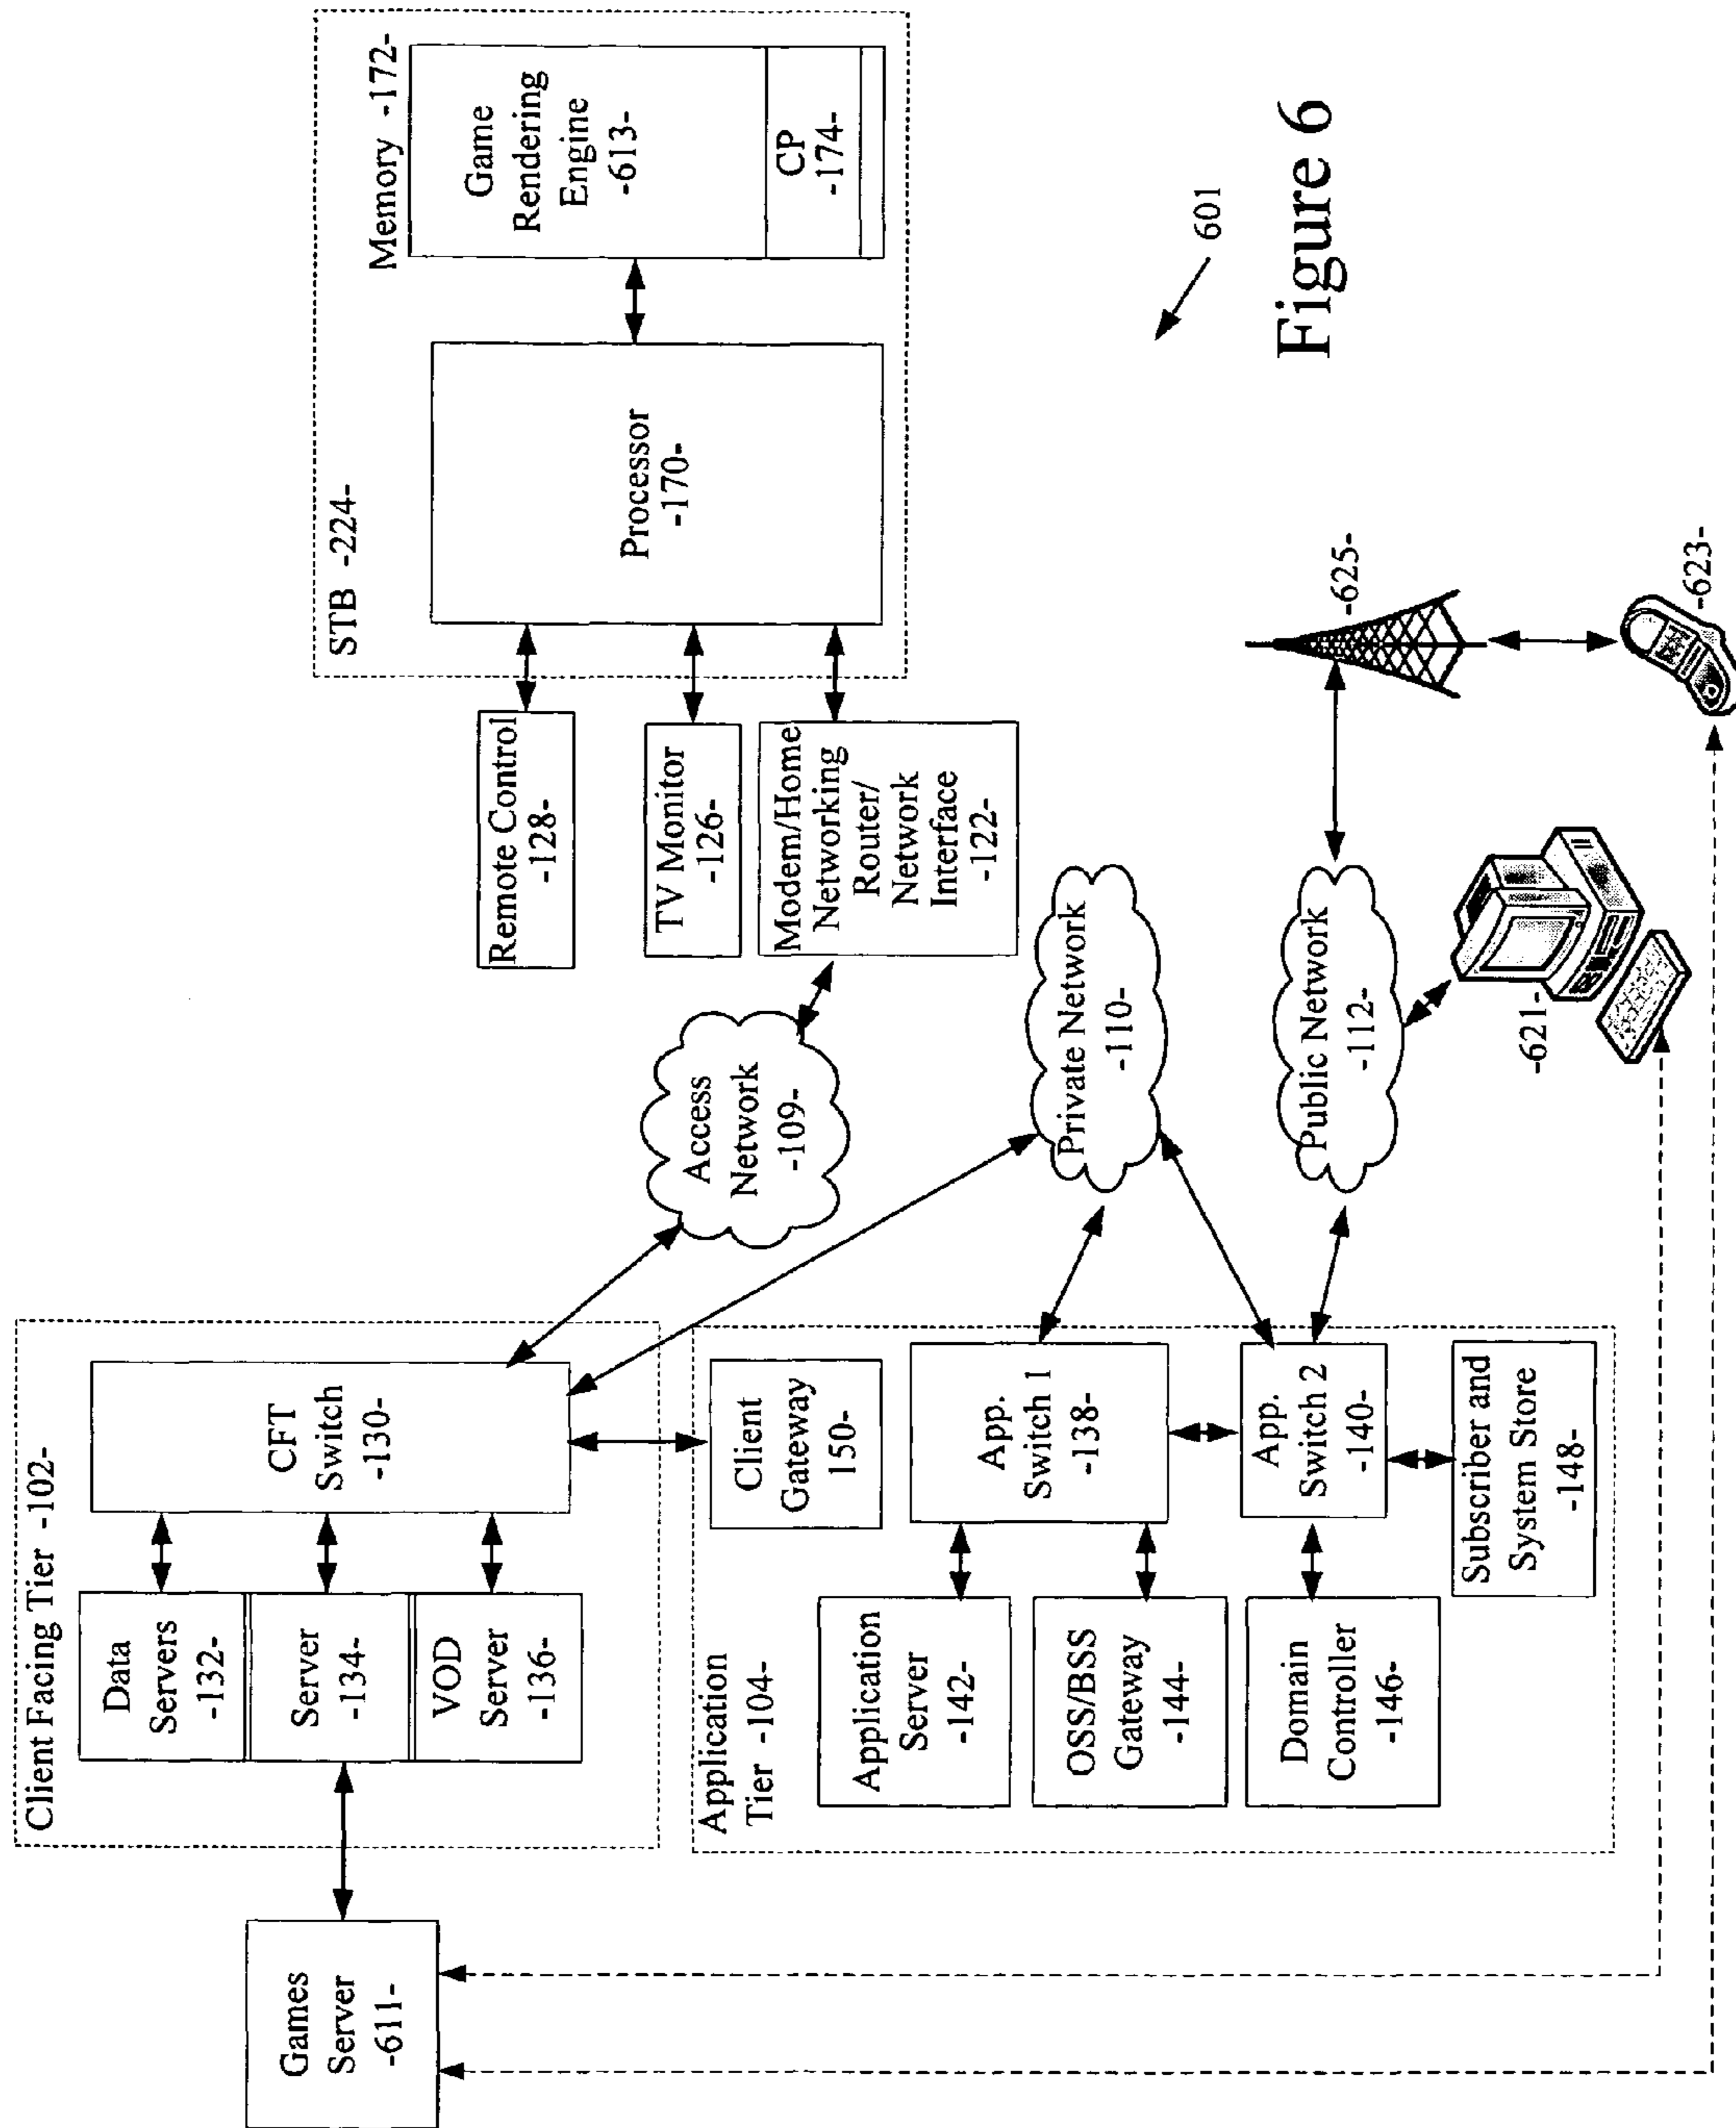 Client Facing Tier -102-
Games
Server
-611-
Data
Servers
-132-
Server
-134-
VOD
Server
-136-
CFT
Switch
-130-
Application
Tier -104-
Client
Gateway
150-
Application
Server
-142-
OSS/BSS
Gateway
-144-
Domain
Controller
-146-
App.
Switch 1
-138-
App.
Switch 2
-140-
Subscriber and
System Store
-148-
Access
Network
-109-
Private Network
-110-
Public Network
-112-
Remote Control
-128-
TV Monitor
-126-
Modem/Home
Networking
Router/
Network
Interface
-122-
STB -224-
Processor
-170-
Memory -172-
Game
Rendering
Engine
-613-
CP
-174-
-621-
-625-
-623-
601
Figure 6